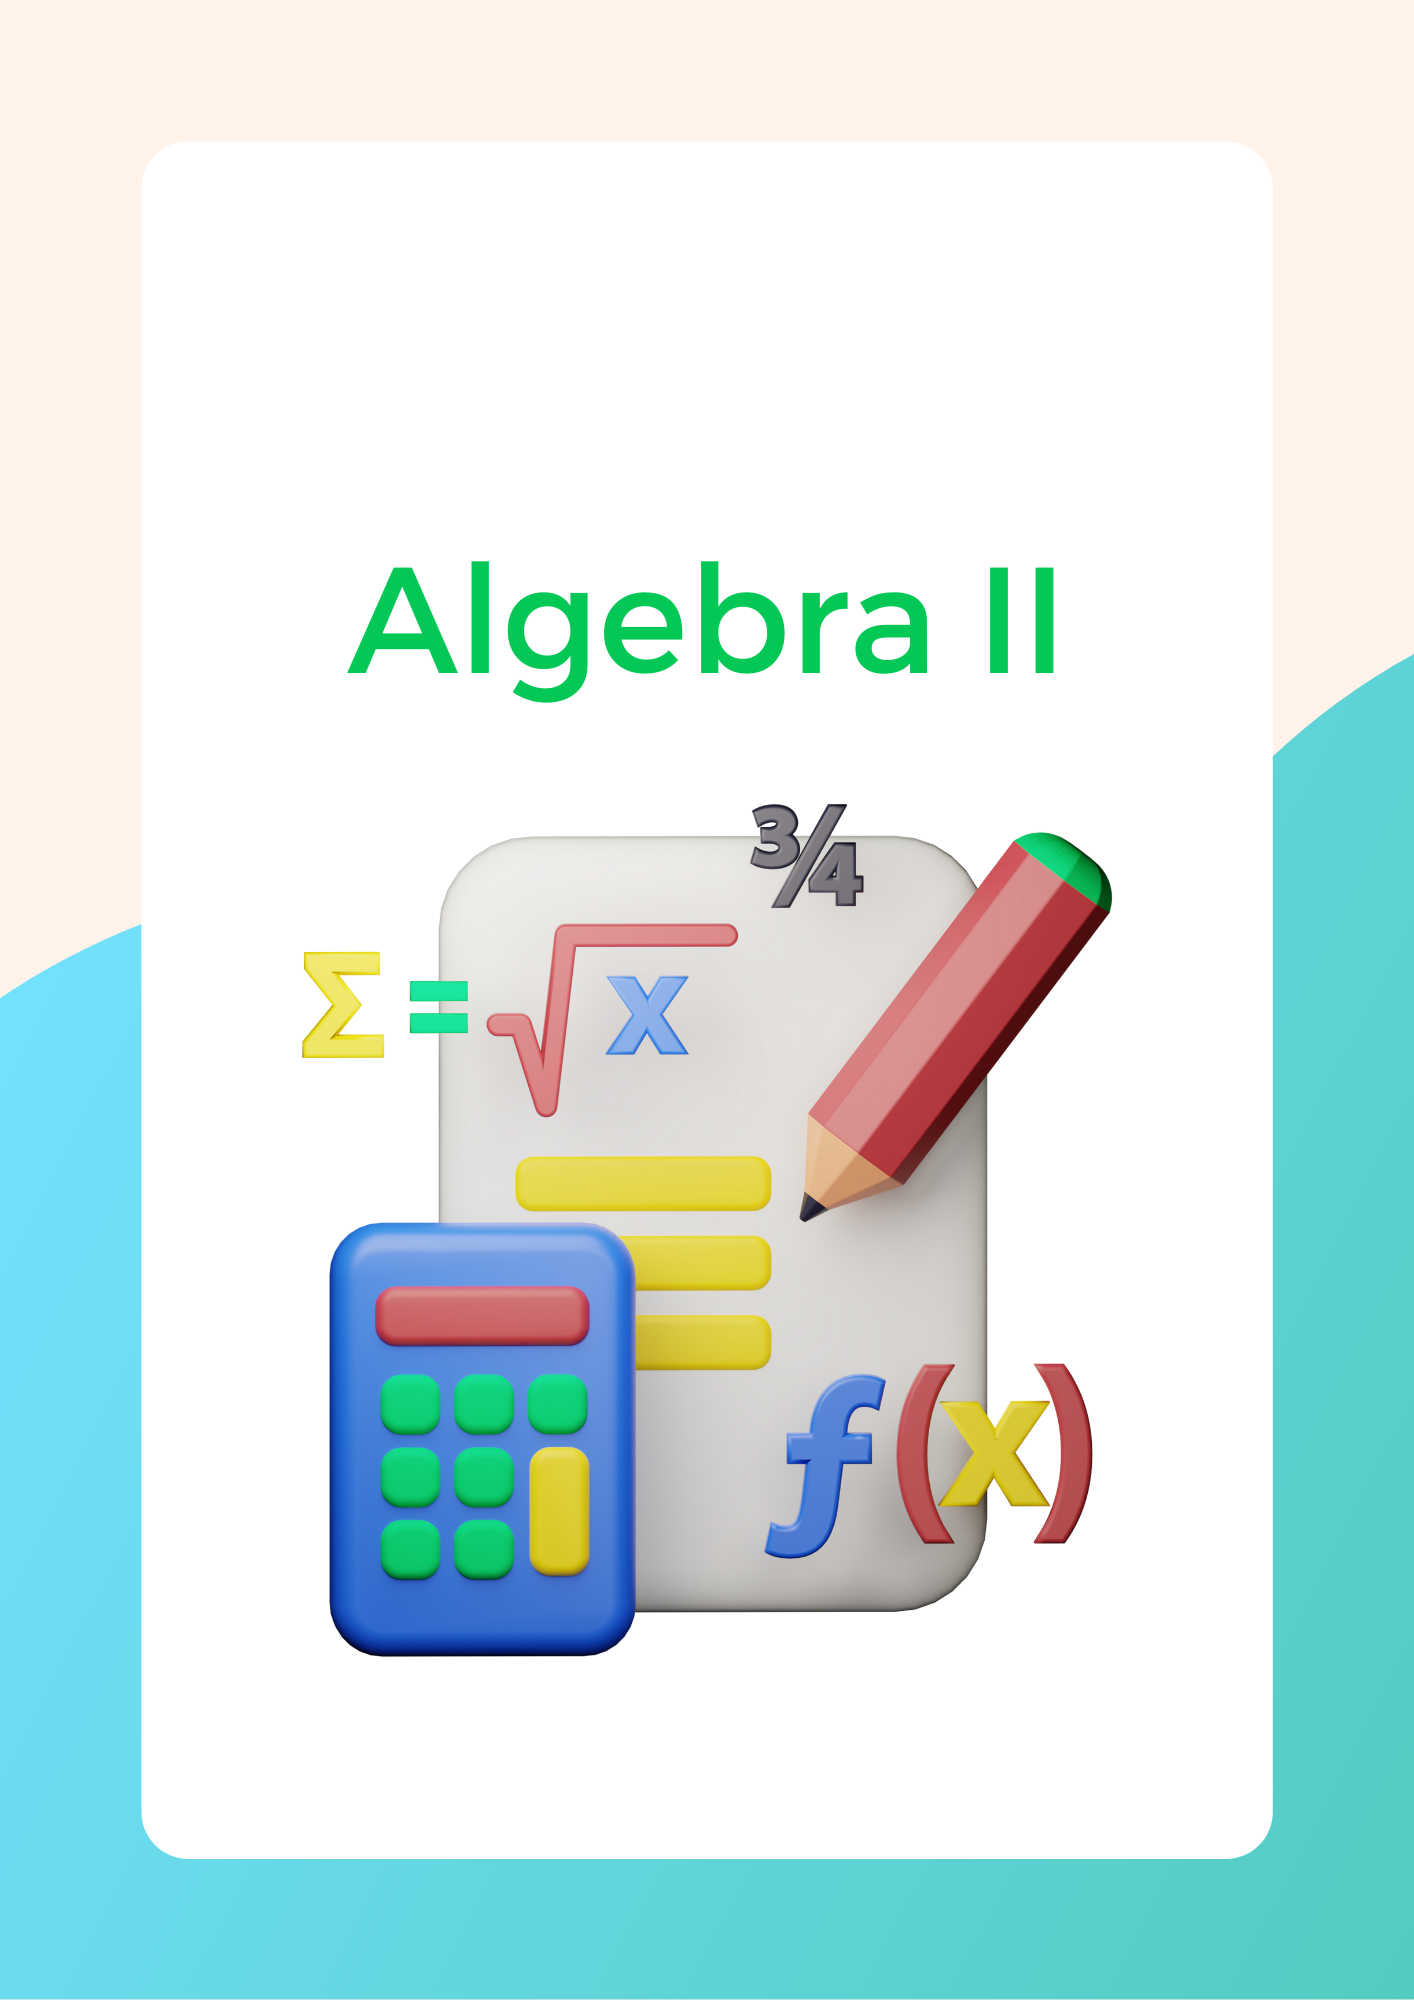 Algebra II
¾
Σ = √x
f(x)